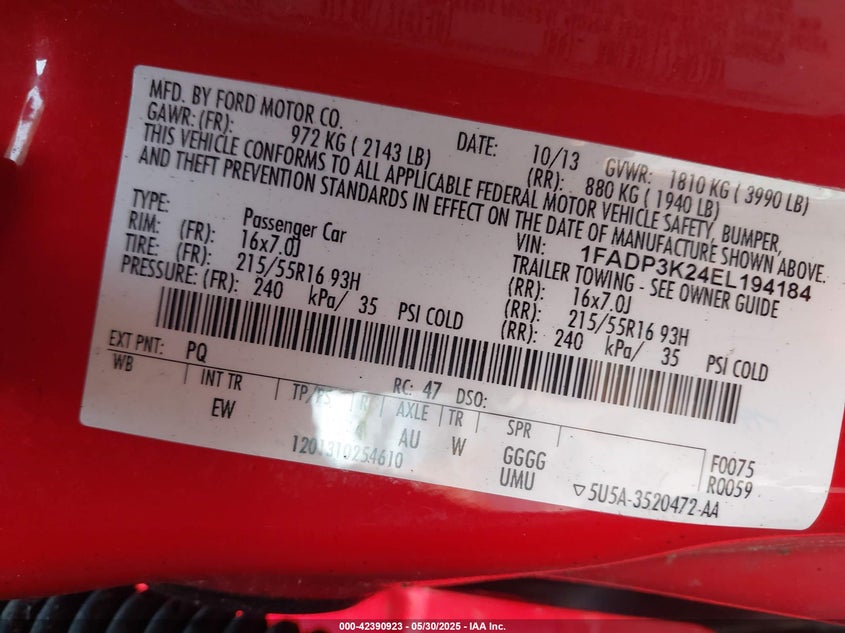 MFD. BY FORD MOTOR CO. DATE: 10/13 GVWR: 1810 KG ( 3990 LB)
GAWR: (FR): 972 KG ( 2143 LB) (RR): 880 KG ( 1940 LB)
THIS VEHICLE CONFORMS TO ALL APPLICABLE FEDERAL MOTOR VEHICLE SAFETY, BUMPER,
AND THEFT PREVENTION STANDARDS IN EFFECT ON THE DATE OF MANUFACTURE SHOWN ABOVE.
VIN: 1FADP3K24EL194184
TYPE: Passenger Car TRAILER TOWING - SEE OWNER GUIDE
RIM: (FR): 16x7.0J (RR): 16x7.0J
TIRE: (FR): 215/55R16 93H (RR): 215/55R16 93H
PRESSURE: (FR): 240 kPa/ 35 PSI COLD (RR): 240 kPa/ 35 PSI COLD
EXT PNT: PQ RC: 47 DSO:
WB INT TR TP/PS R AXLE TR SPR
EW AU W GGGG F0075
1201310254610 UMU R0059
▽5U5A-3520472-AA
000-42390923 - 05/30/2025 - IAA Inc.